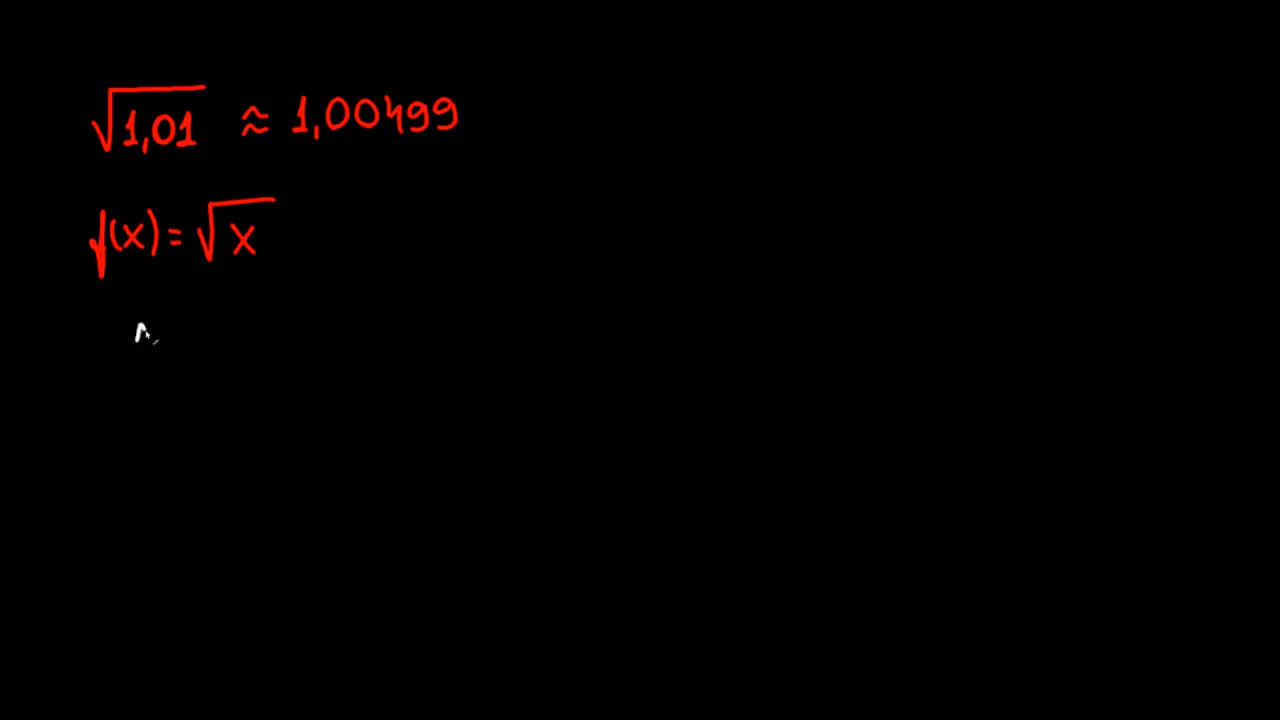 √1,01 ≈ 1,00499
f(x) = √x